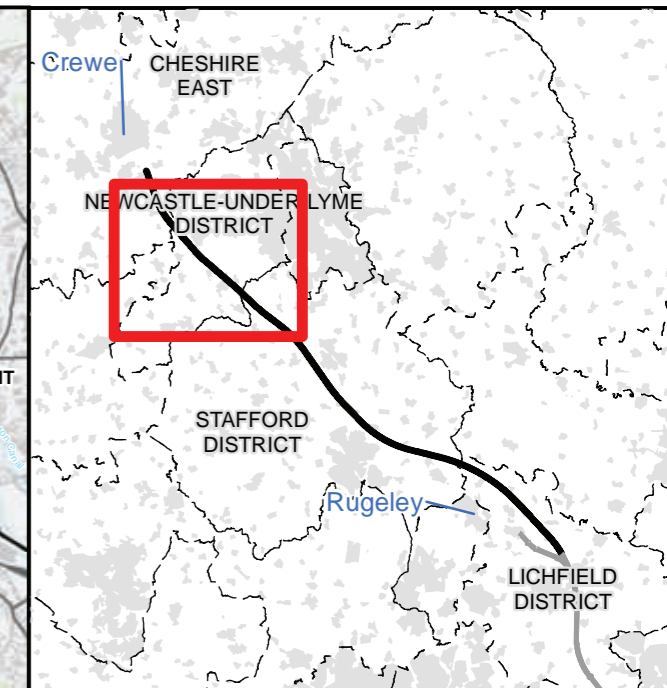 Crewe
CHESHIRE
EAST
NEWCASTLE-UNDER-LYME
DISTRICT
STAFFORD
DISTRICT
Rugeley
LICHFIELD
DISTRICT